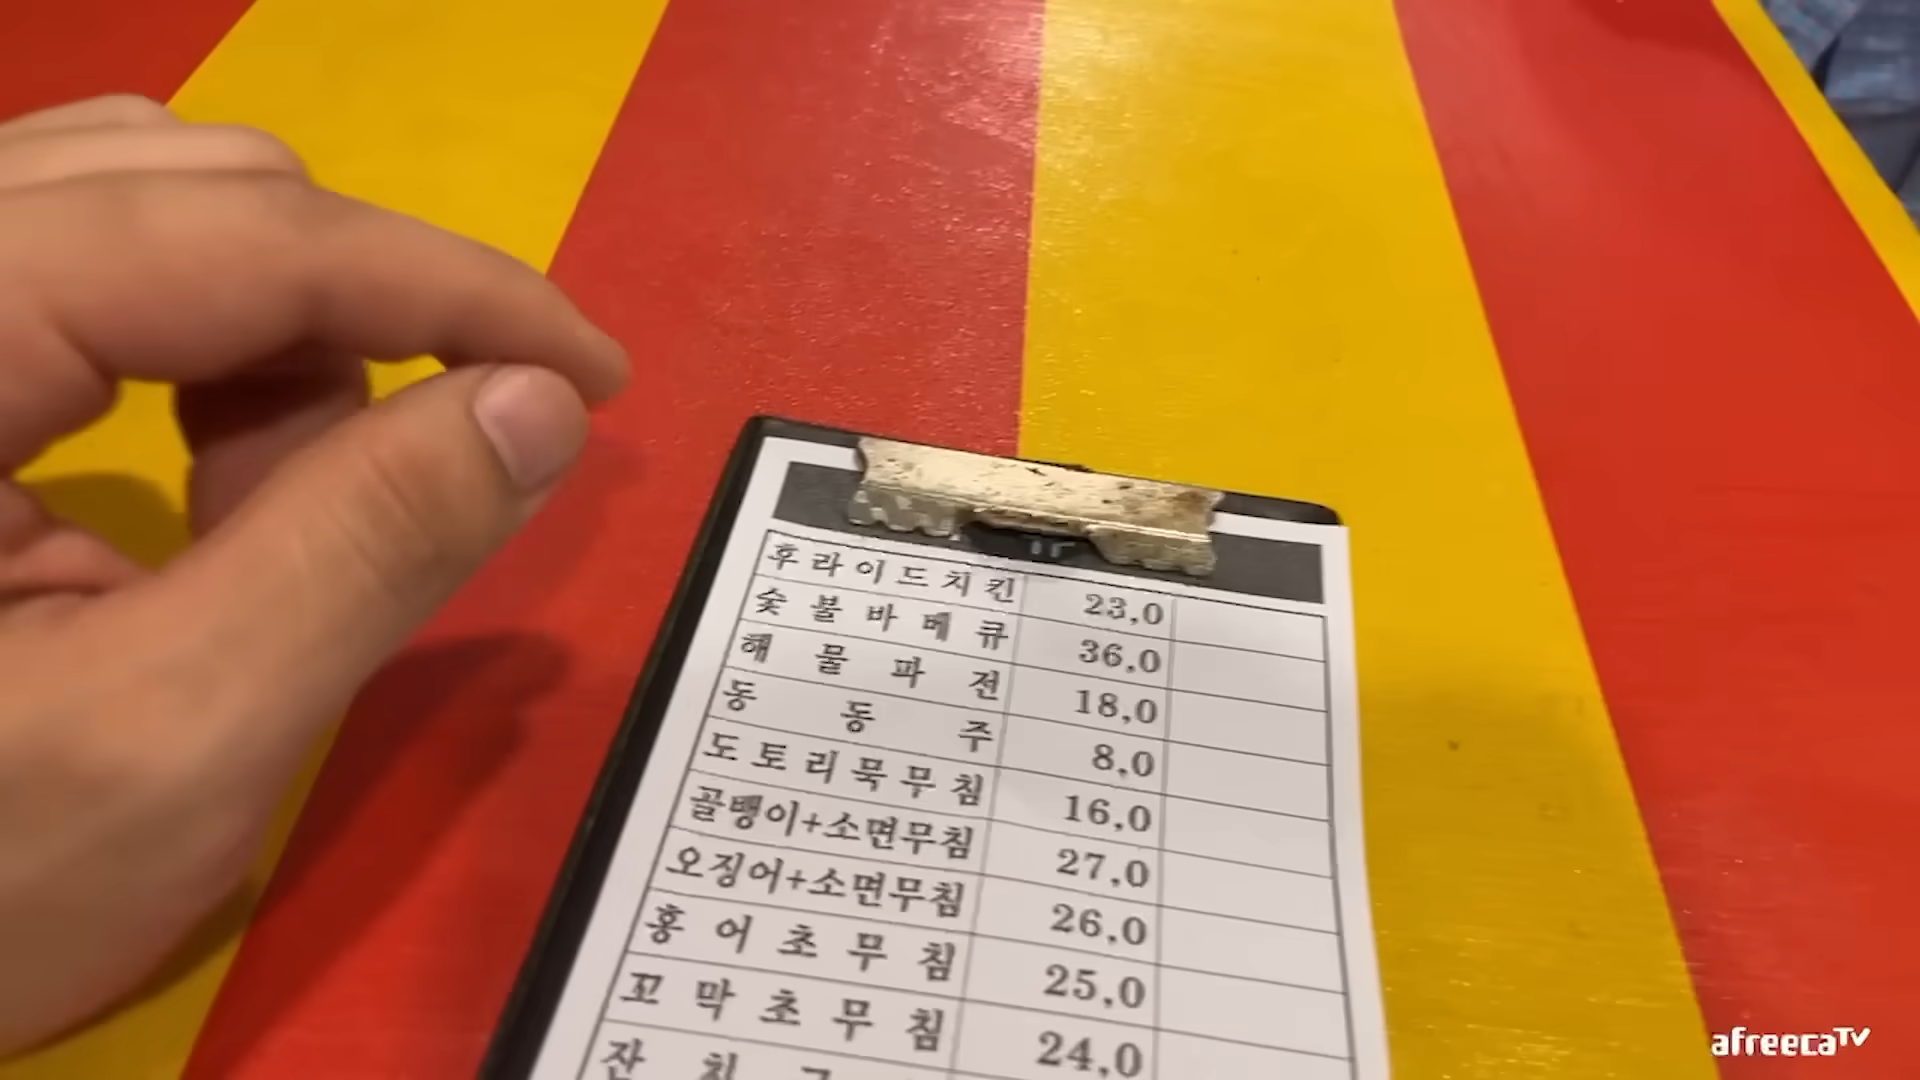 후라이드치킨 23,0
숯불바베큐 36,0
해물파전 18,0
동동주 8,0
도토리묵무침 16,0
골뱅이+소면무침 27,0
오징어+소면무침 26,0
홍어초무침 25,0
꼬막초무침 24,0
잔치
afreecaTV